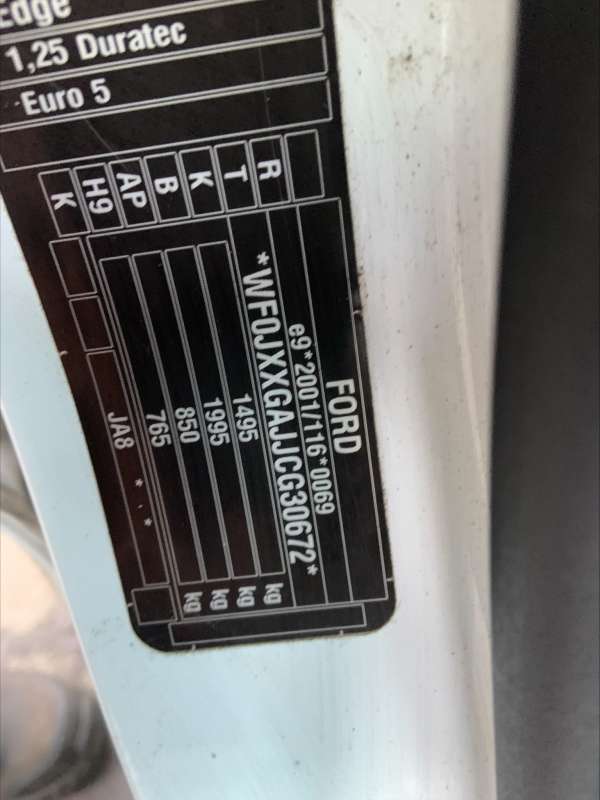 Edge
1,25 Duratec
Euro 5
FORD
e9*2001/116*0069
*WF0JXXGAJJCG30672*
1495 kg
1995 kg
850 kg
765 kg
JA8 * *
R
T
K
B
AP
H9
K